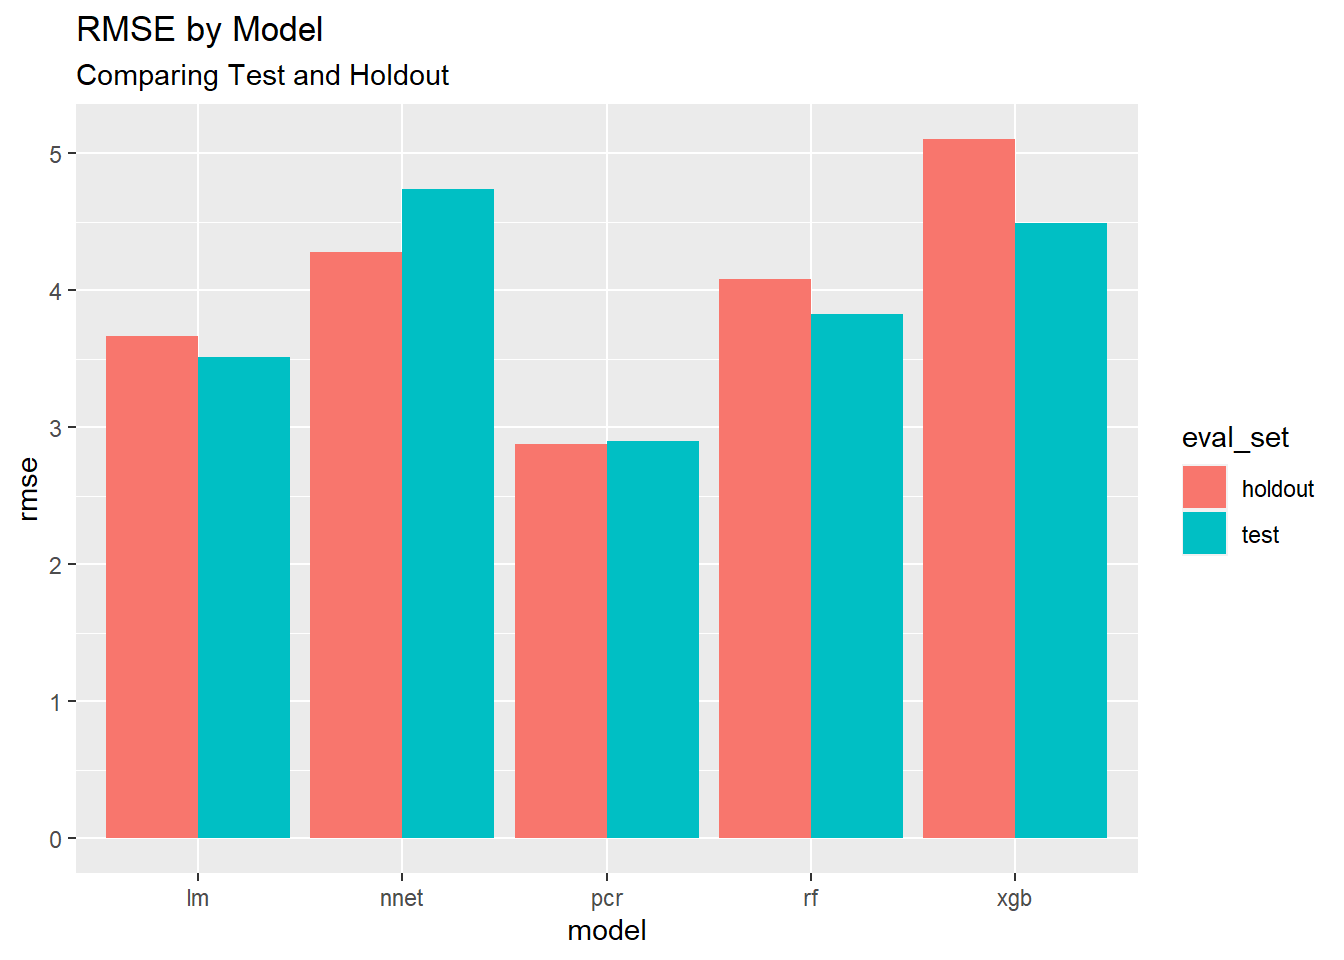 RMSE by Model
Comparing Test and Holdout
5
4
3
2
1
0
rmse
lm nnet pcr rf xgb
model
eval_set
holdout
test